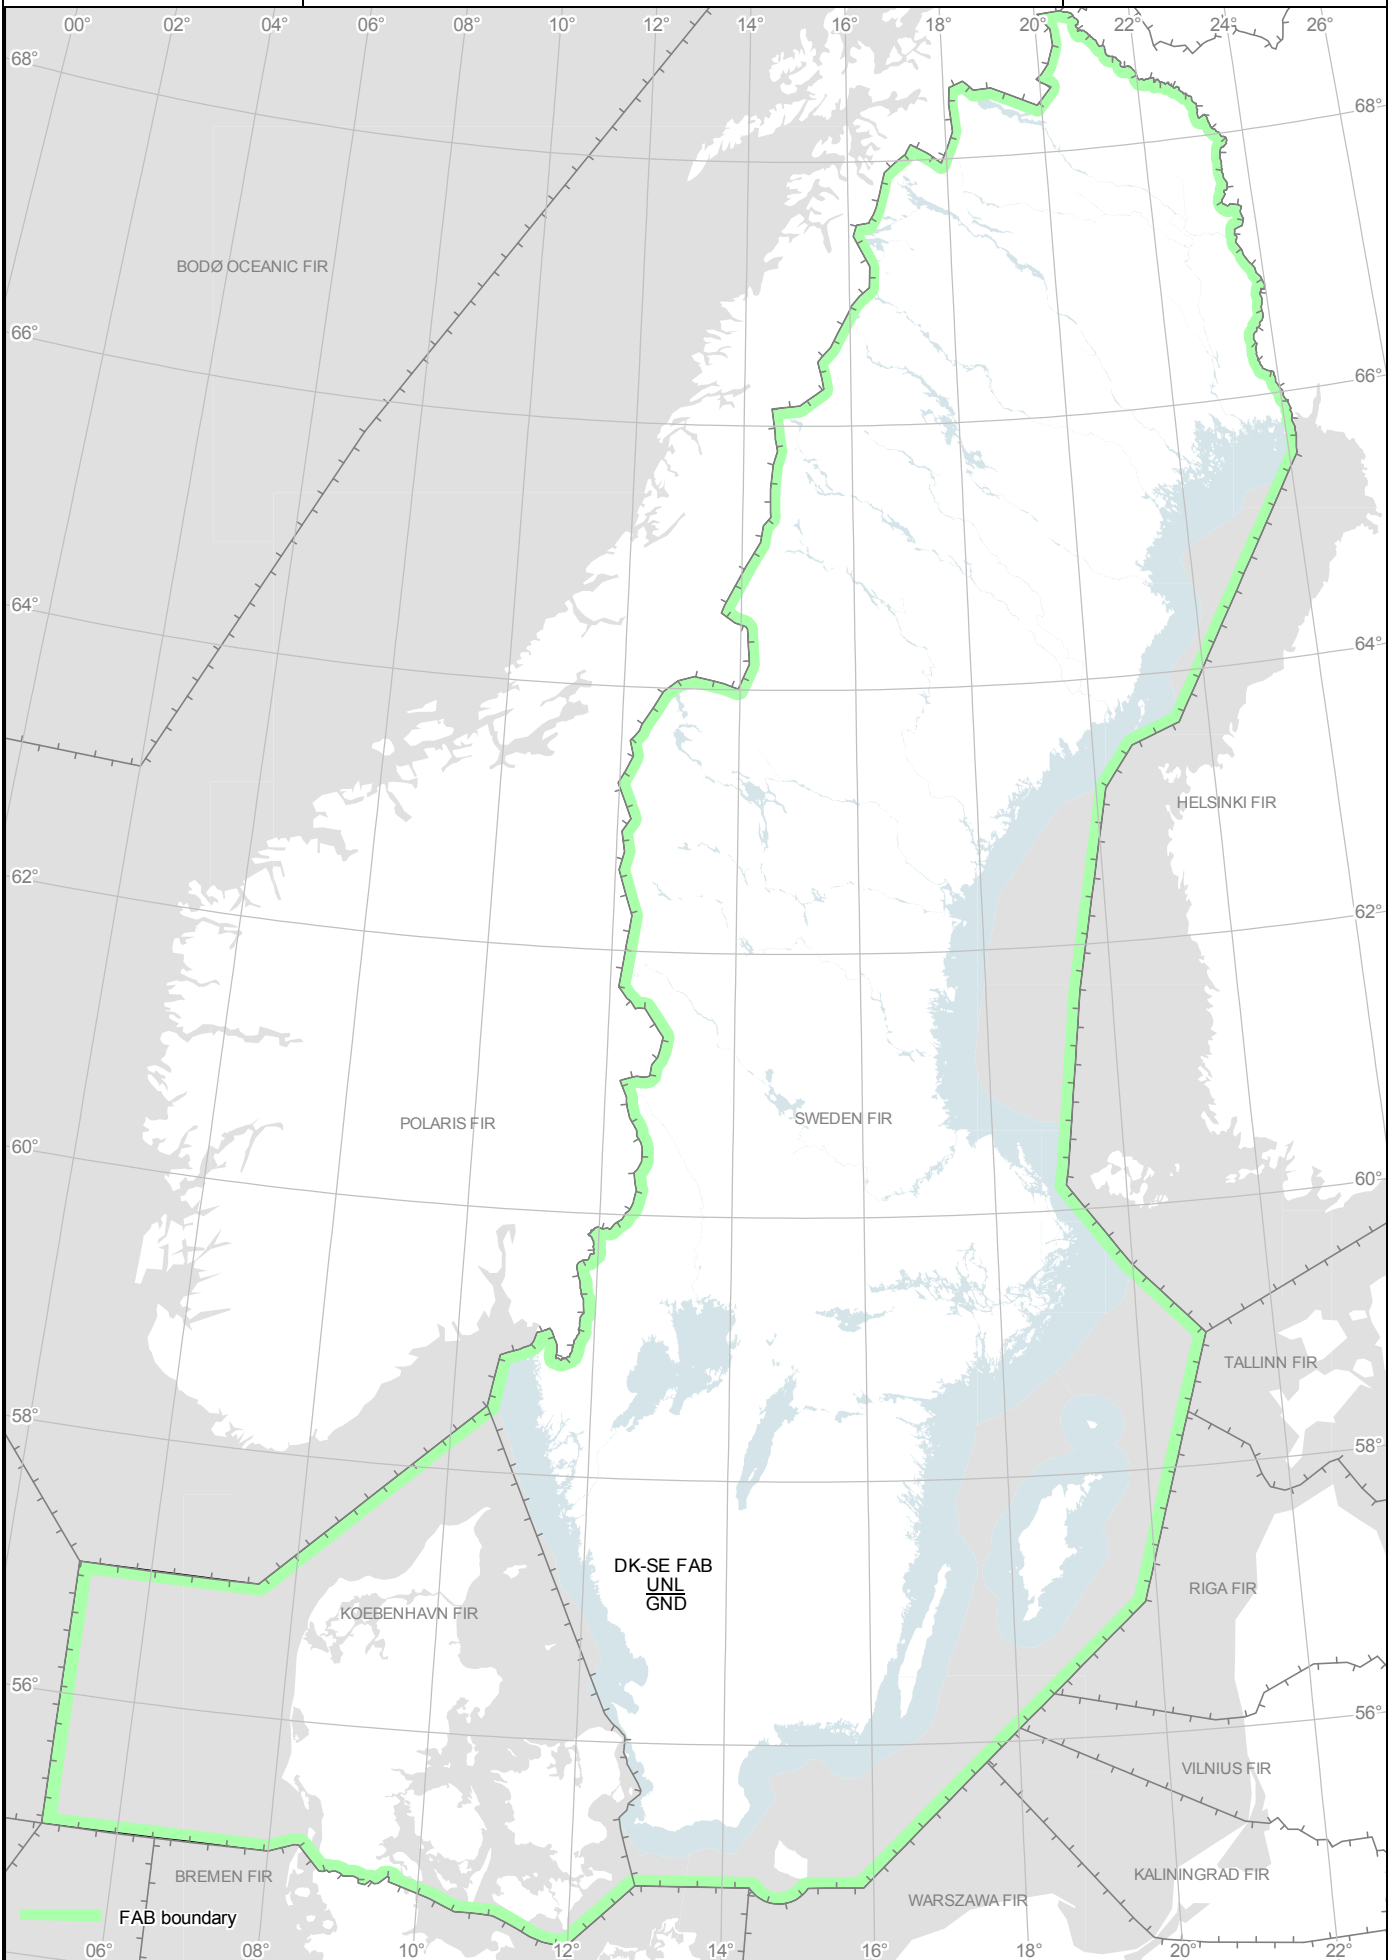 00° 02° 04° 06° 08° 10° 12° 14° 16° 18° 20° 22° 24° 26°
68°
68°
BODØ OCEANIC FIR
66°
66°
64°
64°
HELSINKI FIR
62°
62°
POLARIS FIR
SWEDEN FIR
60°
60°
TALLINN FIR
58°
58°
DK-SE FAB
UNL
GND
RIGA FIR
KOEBENHAVN FIR
56°
56°
VILNIUS FIR
BREMEN FIR
KALININGRAD FIR
WARSZAWA FIR
FAB boundary
06° 08° 10° 12° 14° 16° 18° 20° 22°